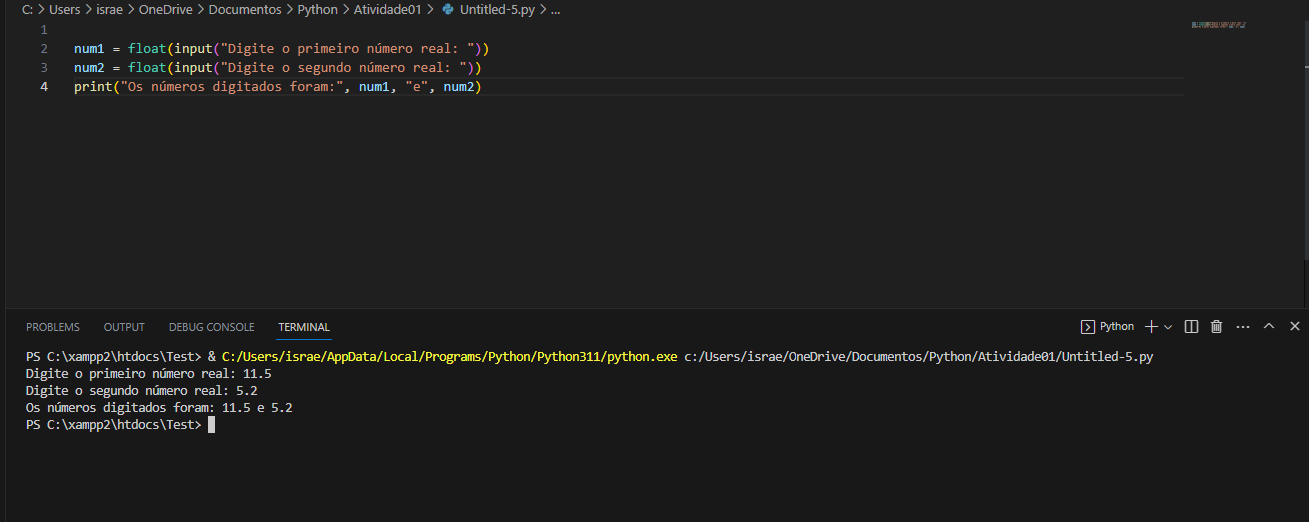 C: > Users > israe > OneDrive > Documentos > Python > Atividade01 > Untitled-5.py > ...
1
2 num1 = float(input("Digite o primeiro número real: "))
3 num2 = float(input("Digite o segundo número real: "))
4 print("Os números digitados foram:", num1, "e", num2)
PROBLEMS OUTPUT DEBUG CONSOLE TERMINAL Python
PS C:\xampp2\htdocs\Test> & C:/Users/israe/AppData/Local/Programs/Python/Python311/python.exe c:/Users/israe/OneDrive/Documentos/Python/Atividade01/Untitled-5.py
Digite o primeiro número real: 11.5
Digite o segundo número real: 5.2
Os números digitados foram: 11.5 e 5.2
PS C:\xampp2\htdocs\Test>